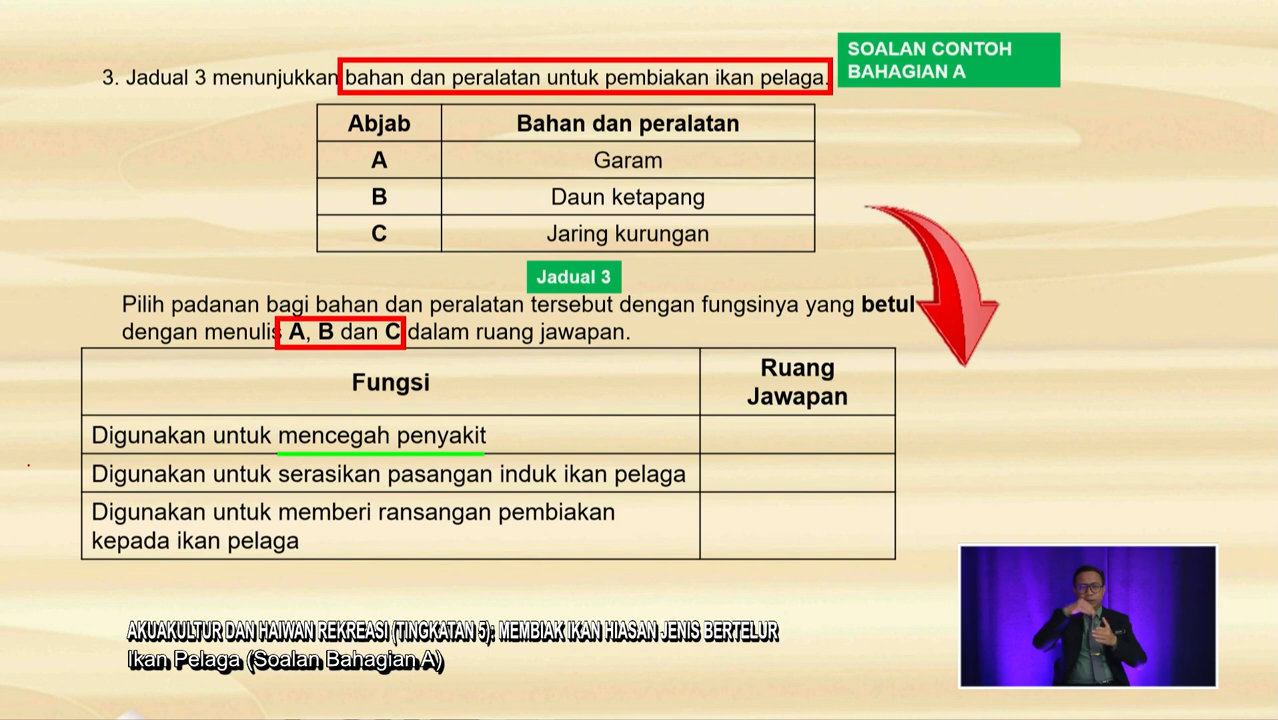 SOALAN CONTOH
BAHAGIAN A
3. Jadual 3 menunjukkan bahan dan peralatan untuk pembiakan ikan pelaga.
Abjab Bahan dan peralatan
A Garam
B Daun ketapang
C Jaring kurungan
Jadual 3
Pilih padanan bagi bahan dan peralatan tersebut dengan fungsinya yang betul
dengan menulis A, B dan C dalam ruang jawapan.
Fungsi Ruang Jawapan
Digunakan untuk mencegah penyakit
Digunakan untuk serasikan pasangan induk ikan pelaga
Digunakan untuk memberi ransangan pembiakan
kepada ikan pelaga
AKUAKULTUR DAN HAIWAN REKREASI (TINGKATAN 5): MEMBIAK IKAN HIASAN JENIS BERTELUR
Ikan Pelaga (Soalan Bahagian A)